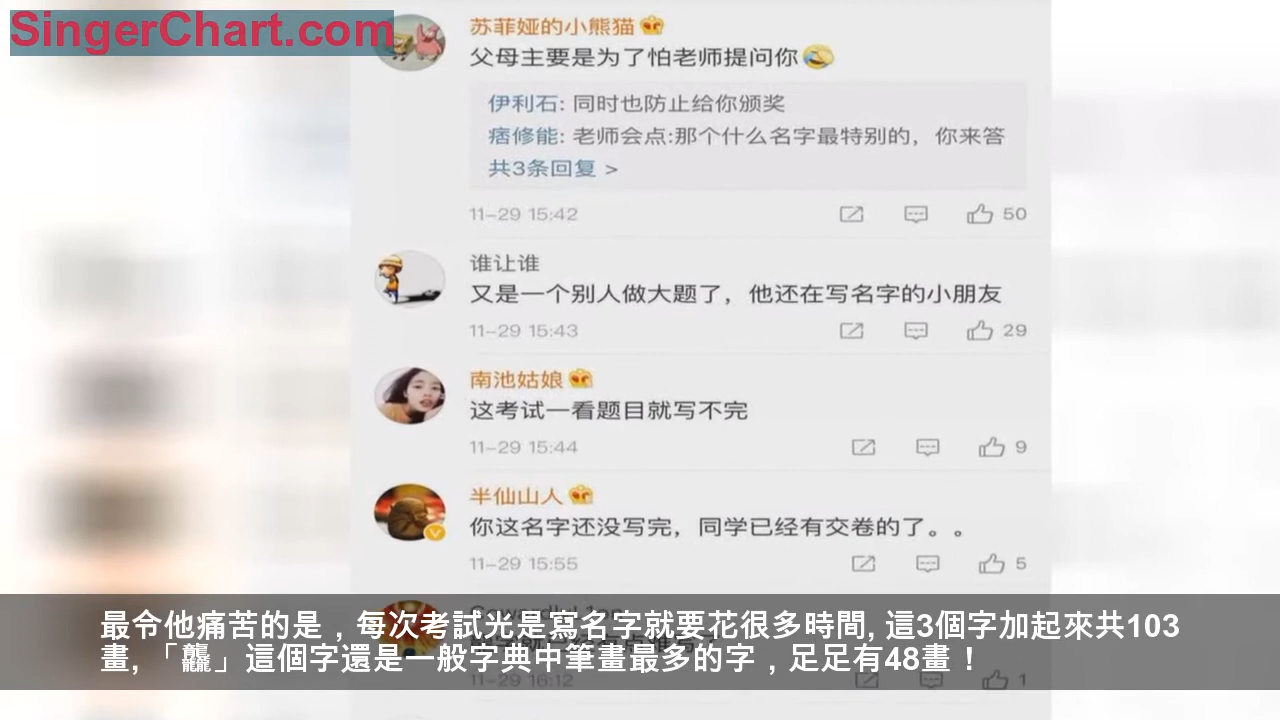 SingerChart.com
苏菲娅的小熊猫
父母主要是为了怕老师提问你
伊利石: 同时也防止给你颁奖
痞修能: 老师会点:那个什么名字最特别的，你来答
共3条回复 >
11-29 15:42
50
谁让谁
又是一个别人做大题了，他还在写名字的小朋友
11-29 15:43
29
南池姑娘
这考试一看题目就写不完
11-29 15:44
9
半仙山人
你这名字还没写完，同学已经有交卷的了。。
11-29 15:55
5
最令他痛苦的是，每次考試光是寫名字就要花很多時間, 這3個字加起來共103
畫, 「龖」這個字還是一般字典中筆畫最多的字，足足有48畫！
11-29 16:12
1